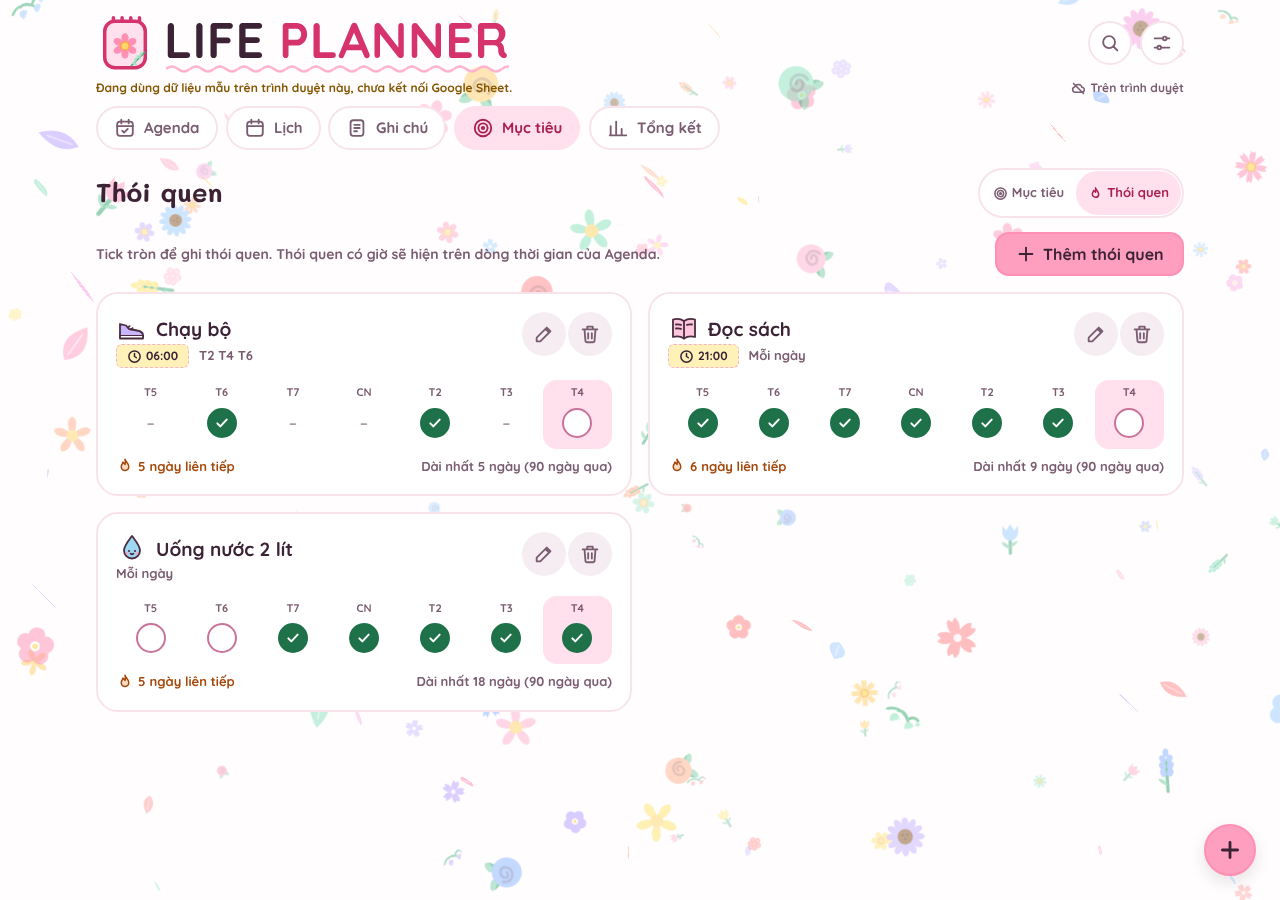 LIFE PLANNER
Đang dùng dữ liệu mẫu trên trình duyệt này, chưa kết nối Google Sheet.
Trên trình duyệt
Agenda
Lịch
Ghi chú
Mục tiêu
Tổng kết
Thói quen
Mục tiêu
Thói quen
Tick tròn để ghi thói quen. Thói quen có giờ sẽ hiện trên dòng thời gian của Agenda.
Thêm thói quen
Chạy bộ
06:00 T2 T4 T6
T5 T6 T7 CN T2 T3 T4
– – – –
5 ngày liên tiếp
Dài nhất 5 ngày (90 ngày qua)
Đọc sách
21:00 Mỗi ngày
T5 T6 T7 CN T2 T3 T4
6 ngày liên tiếp
Dài nhất 9 ngày (90 ngày qua)
Uống nước 2 lít
Mỗi ngày
T5 T6 T7 CN T2 T3 T4
5 ngày liên tiếp
Dài nhất 18 ngày (90 ngày qua)